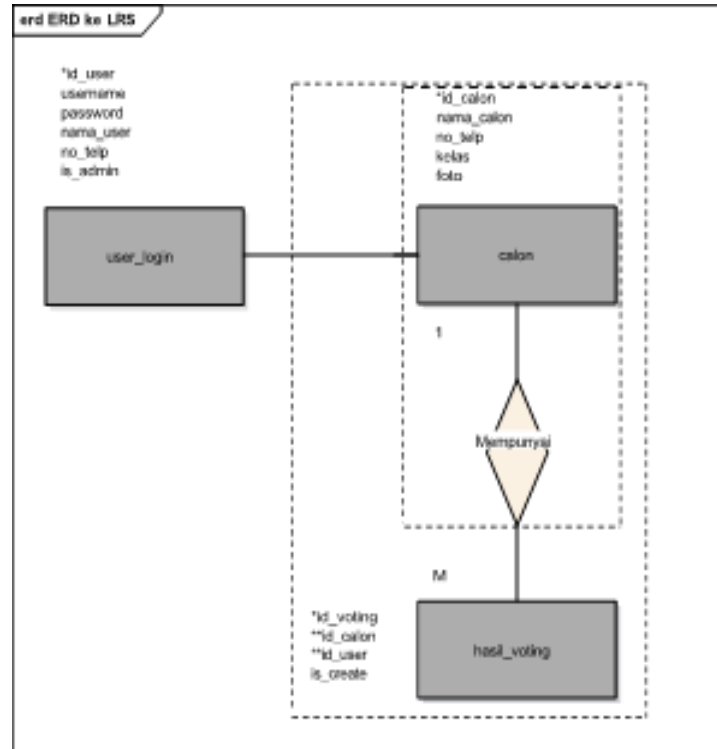 erd ERD ke LRS
*id_user
username
password
nama_user
no_telp
is_admin
*id_calon
nama_calon
no_telp
kelas
foto
user_login
calon
1
Mempunyai
M
*id_voting
**id_calon
**id_user
is_create
hasil_voting